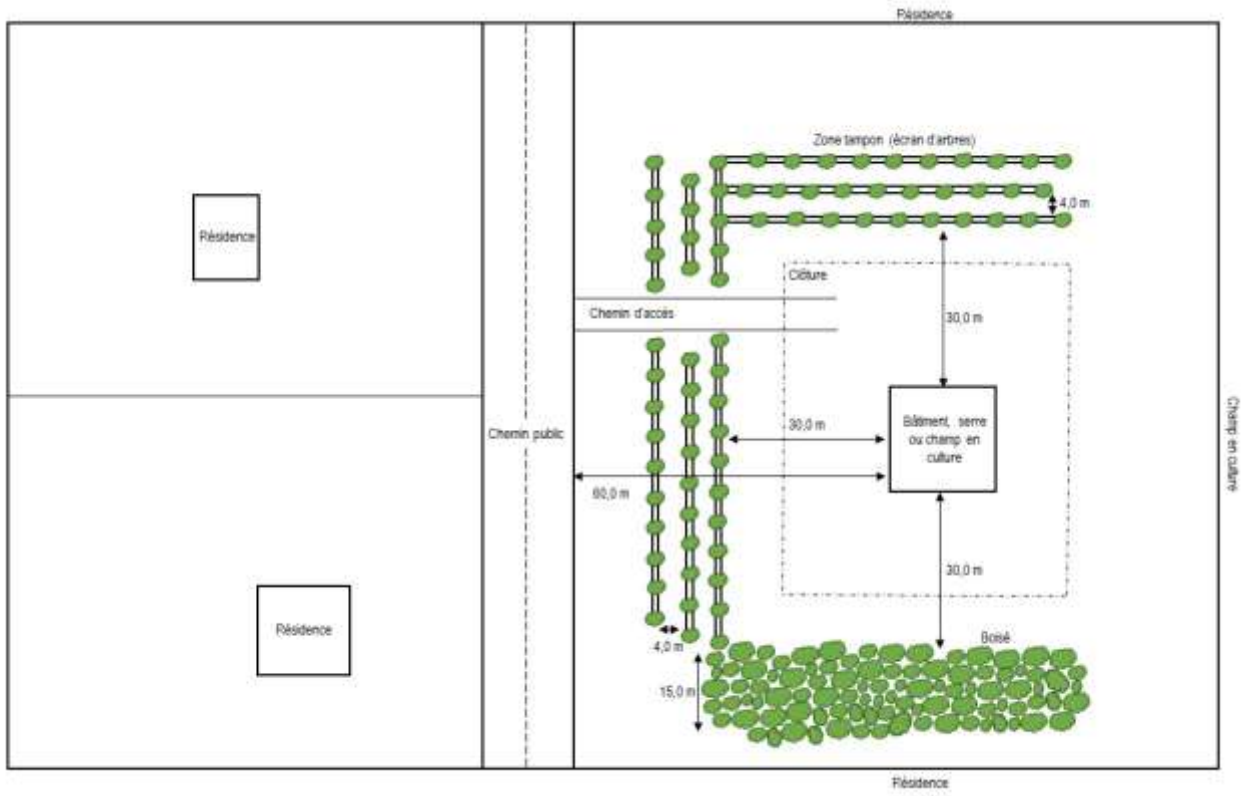 Résidence
Zone tampon (écran d'arbres)
4,0 m
Résidence
Clôture
Chemin d'accès
30,0 m
Chemin public
30,0 m
Bâtiment, serre
ou champ en
culture
Champ en culture
60,0 m
30,0 m
Résidence
4,0 m
Boisé
15,0 m
Résidence